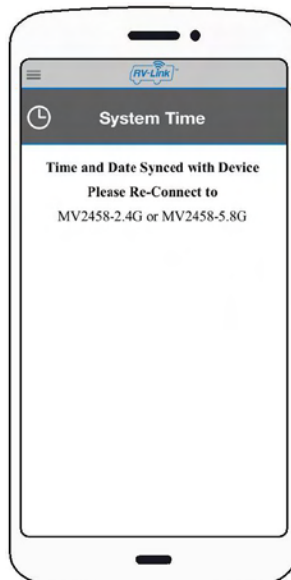 RV-Link™
System Time
Time and Date Synced with Device
Please Re-Connect to
MV2458-2.4G or MV2458-5.8G